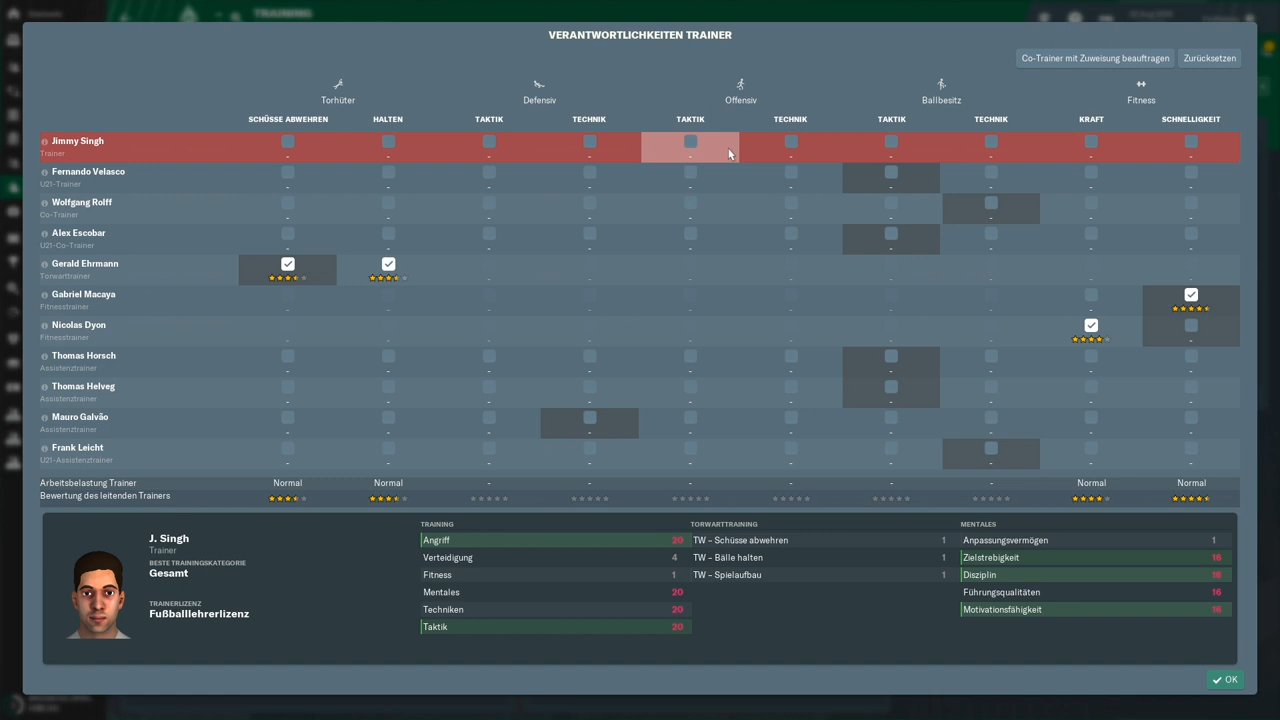 TRAINING
VERANTWORTLICHKEITEN TRAINER
Co-Trainer mit Zuweisung beauftragen Zurücksetzen
Torhüter Defensiv Offensiv Ballbesitz Fitness
SCHÜSSE ABWEHREN HALTEN TAKTIK TECHNIK TAKTIK TECHNIK TAKTIK TECHNIK KRAFT SCHNELLIGKEIT
Jimmy Singh
Trainer - - - - - - - - - -
Fernando Velasco
U21-Trainer - - - - - - - - - -
Wolfgang Rolff
Co-Trainer - - - - - - - - - -
Alex Escobar
U21-Co-Trainer - - - - - - - - - -
Gerald Ehrmann
Torwarttrainer - - - - - - - -
Gabriel Macaya
Fitnesstrainer - - - - - - - - -
Nicolas Dyon
Fitnesstrainer - - - - - - - - -
Thomas Horsch
Assistenztrainer - - - - - - - - - -
Thomas Helveg
Assistenztrainer - - - - - - - - - -
Mauro Galvão
Assistenztrainer - - - - - - - - - -
Frank Leicht
U21-Assistenztrainer - - - - - - - - - -
Arbeitsbelastung Trainer Normal Normal - - - - - - Normal Normal
Bewertung des leitenden Trainers
J. Singh
Trainer
BESTE TRAININGSKATEGORIE
Gesamt
TRAINERLIZENZ
Fußballlehrerlizenz
TRAINING
Angriff 20
Verteidigung 4
Fitness 1
Mentales 20
Techniken 20
Taktik 20
TORWARTTRAINING
TW - Schüsse abwehren 1
TW - Bälle halten 1
TW - Spielaufbau 1
MENTALES
Anpassungsvermögen 1
Zielstrebigkeit 16
Disziplin 16
Führungsqualitäten 16
Motivationsfähigkeit 16
OK